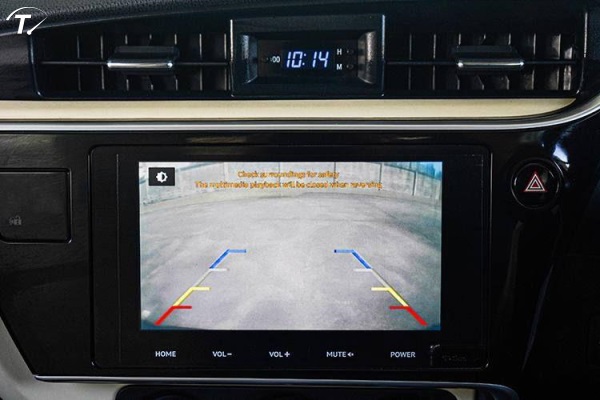 T.
10:14
:00
H
M
Check surroundings for safety
The multimedia playback will be closed when reversing.
HOME
VOL−
VOL+
MUTE
POWER